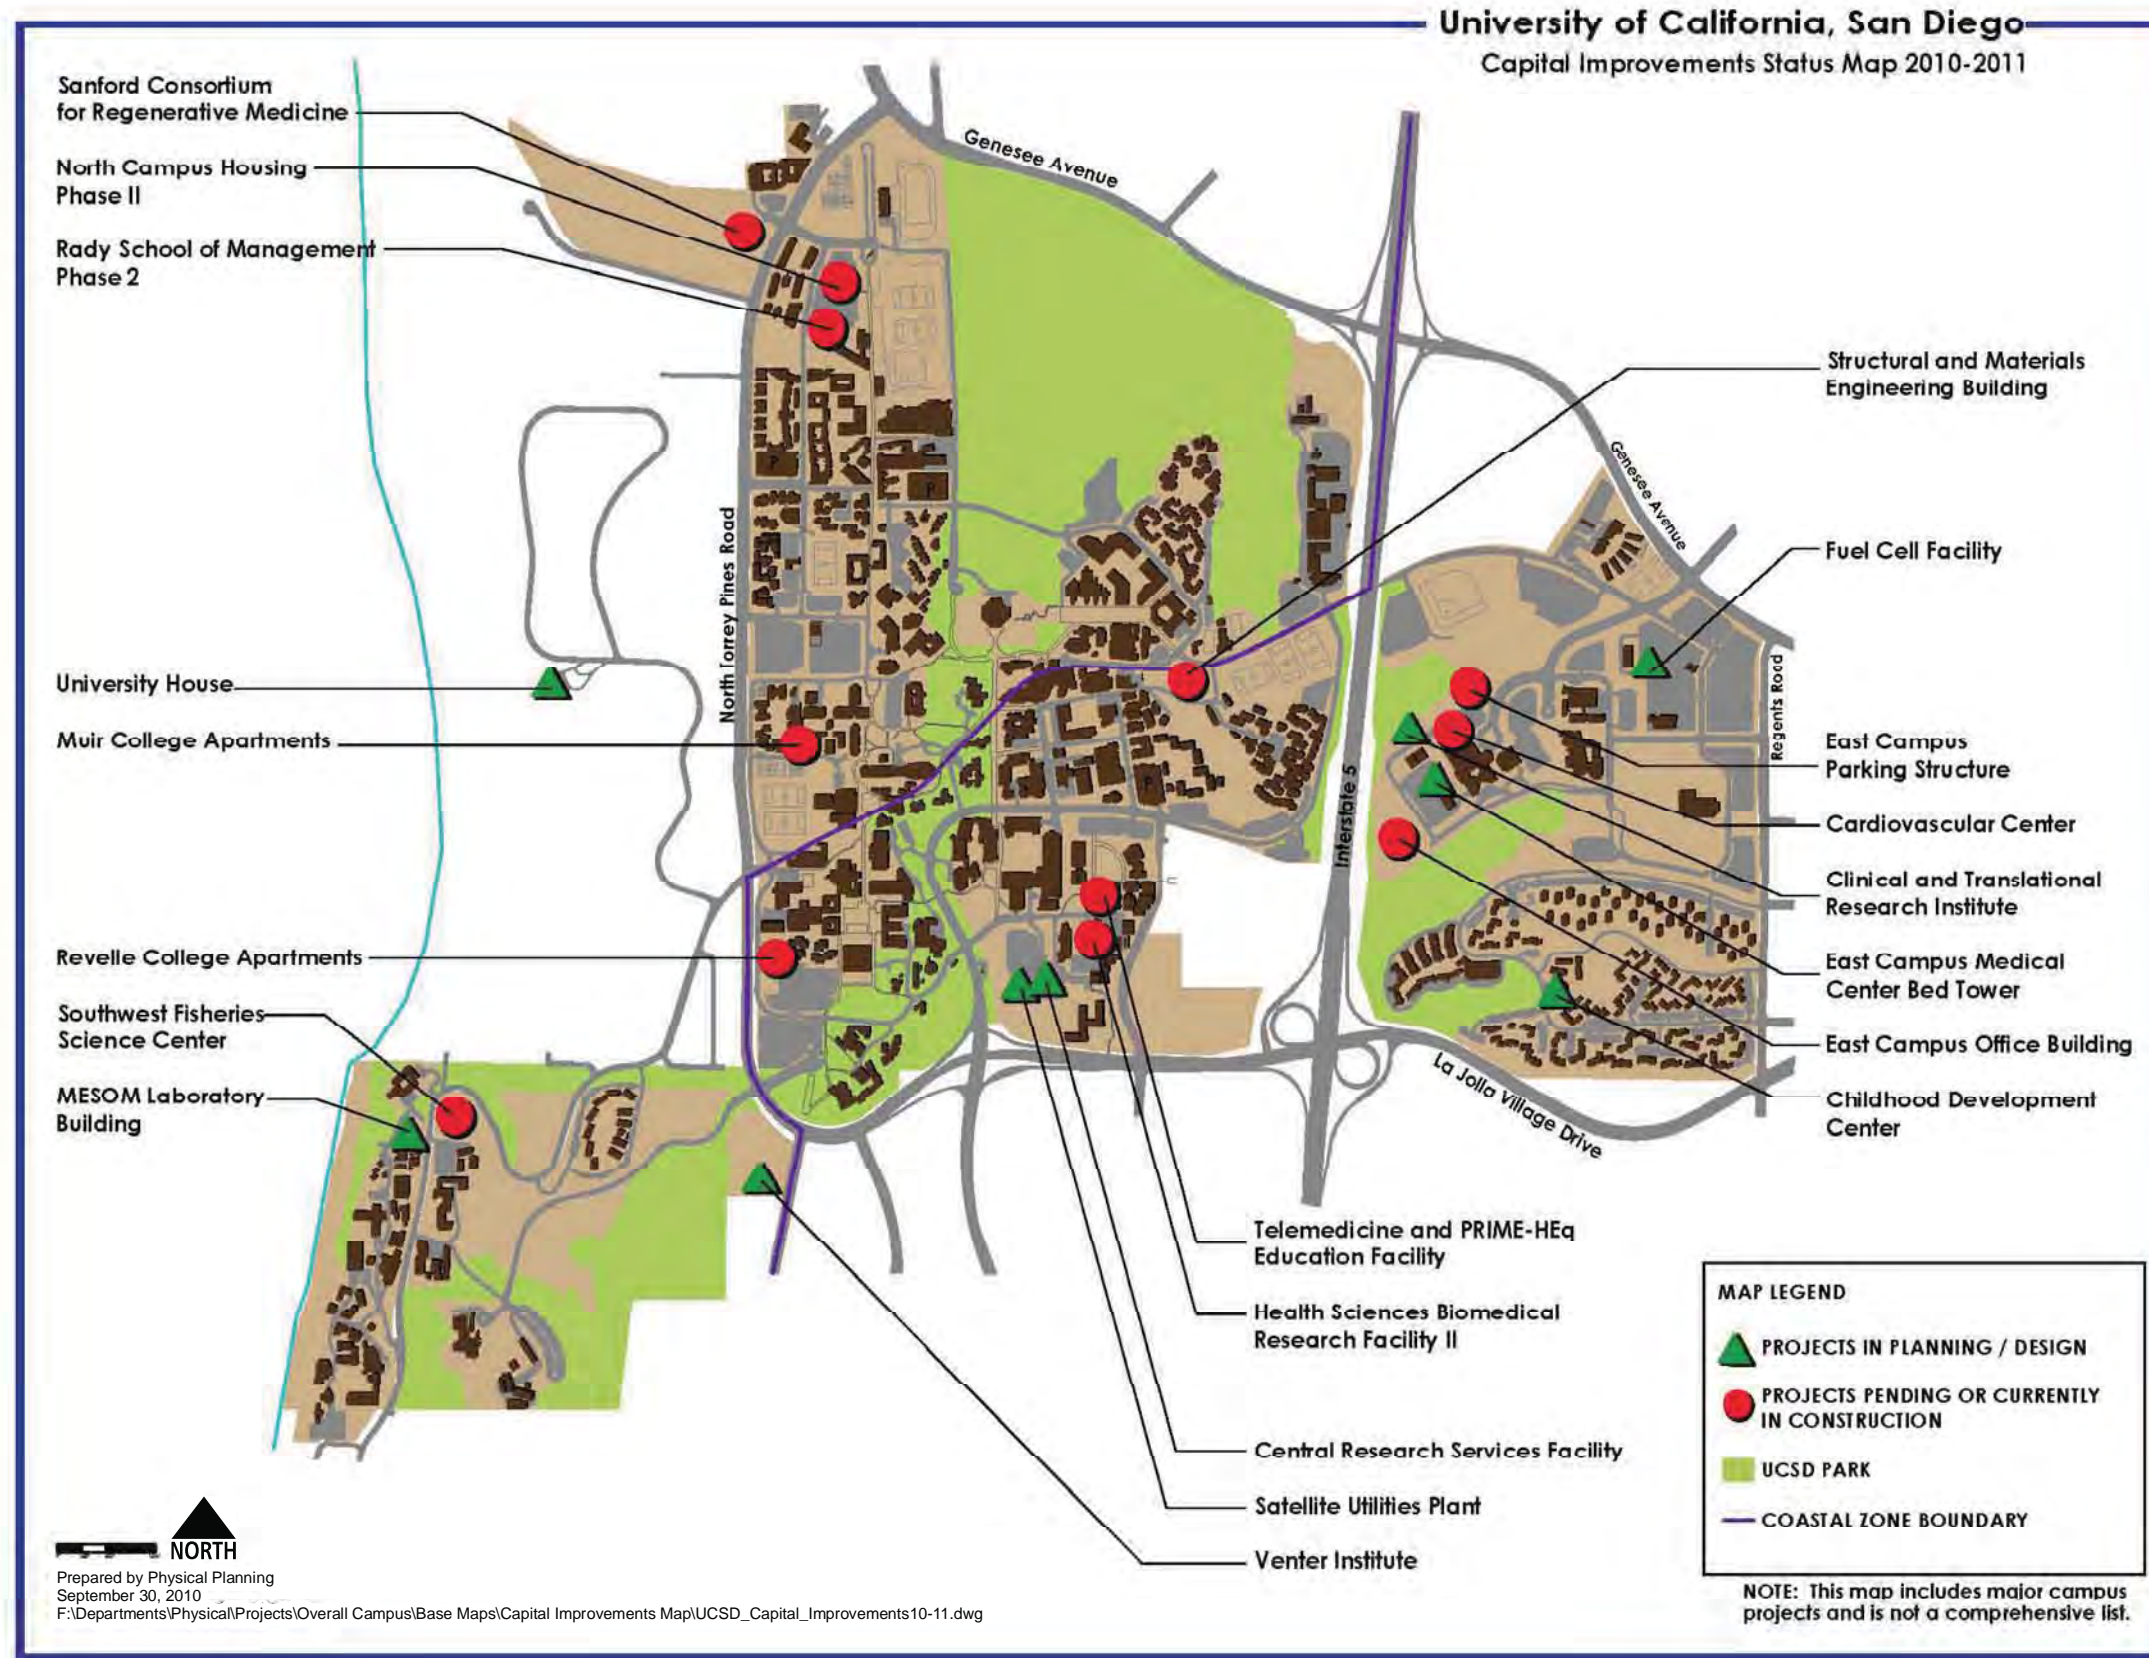 University of California, San Diego
Capital Improvements Status Map 2010-2011
Sanford Consortium
for Regenerative Medicine
North Campus Housing
Phase II
Rady School of Management
Phase 2
University House
Muir College Apartments
Revelle College Apartments
Southwest Fisheries
Science Center
MESOM Laboratory
Building
Genesee Avenue
North Torrey Pines Road
P
P
P
Interstate 5
Genesee Avenue
Regents Road
La Jolla Village Drive
Structural and Materials
Engineering Building
Fuel Cell Facility
East Campus
Parking Structure
Cardiovascular Center
Clinical and Translational
Research Institute
East Campus Medical
Center Bed Tower
East Campus Office Building
Childhood Development
Center
Telemedicine and PRIME-HEq
Education Facility
Health Sciences Biomedical
Research Facility II
Central Research Services Facility
Satellite Utilities Plant
Venter Institute
MAP LEGEND
PROJECTS IN PLANNING / DESIGN
PROJECTS PENDING OR CURRENTLY
IN CONSTRUCTION
UCSD PARK
COASTAL ZONE BOUNDARY
NOTE: This map includes major campus
projects and is not a comprehensive list.
NORTH
Prepared by Physical Planning
September 30, 2010
F:\Departments\Physical\Projects\Overall Campus\Base Maps\Capital Improvements Map\UCSD_Capital_Improvements10-11.dwg